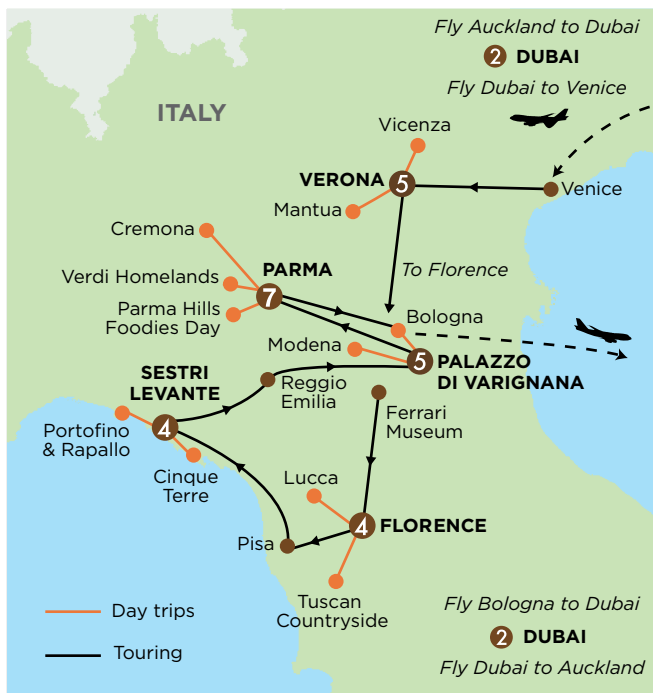 Fly Auckland to Dubai
2 DUBAI
Fly Dubai to Venice
ITALY
Vicenza
VERONA
5
Venice
Mantua
Cremona
To Florence
PARMA
Verdi Homelands
7
Parma Hills
Foodies Day
Bologna
Modena
5
PALAZZO
DI VARIGNANA
SESTRI
LEVANTE
Reggio
Emilia
Ferrari
Museum
4
Portofino
& Rapallo
Cinque
Terre
Lucca
4
FLORENCE
Pisa
Tuscan
Countryside
Day trips
Touring
Fly Bologna to Dubai
2 DUBAI
Fly Dubai to Auckland